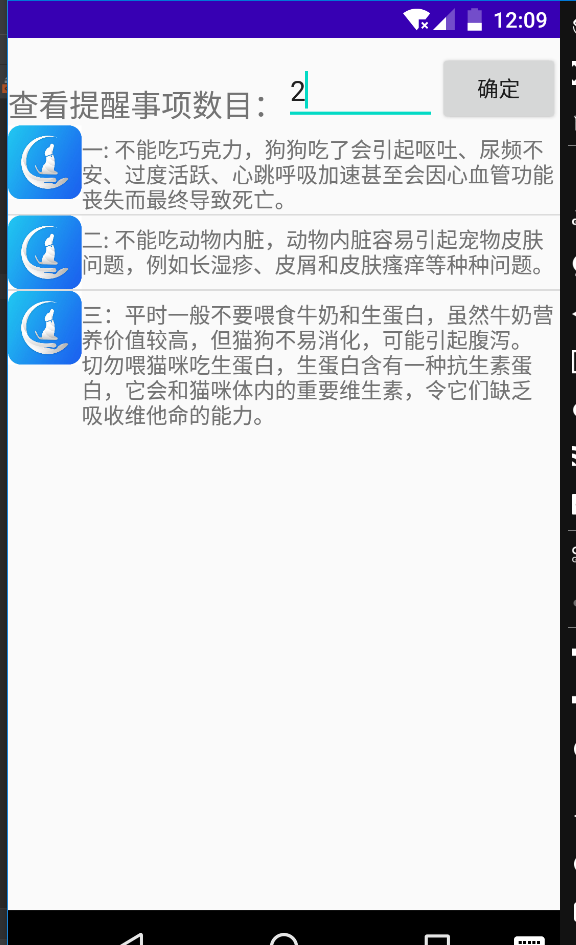 12:09
查看提醒事项数目：
2
确定
一: 不能吃巧克力，狗狗吃了会引起呕吐、尿频不
安、过度活跃、心跳呼吸加速甚至会因心血管功能
丧失而最终导致死亡。
二: 不能吃动物内脏，动物内脏容易引起宠物皮肤
问题，例如长湿疹、皮屑和皮肤瘙痒等种种问题。
三：平时一般不要喂食牛奶和生蛋白，虽然牛奶营
养价值较高，但猫狗不易消化，可能引起腹泻。
切勿喂猫咪吃生蛋白，生蛋白含有一种抗生素蛋
白，它会和猫咪体内的重要维生素，令它们缺乏
吸收维他命的能力。